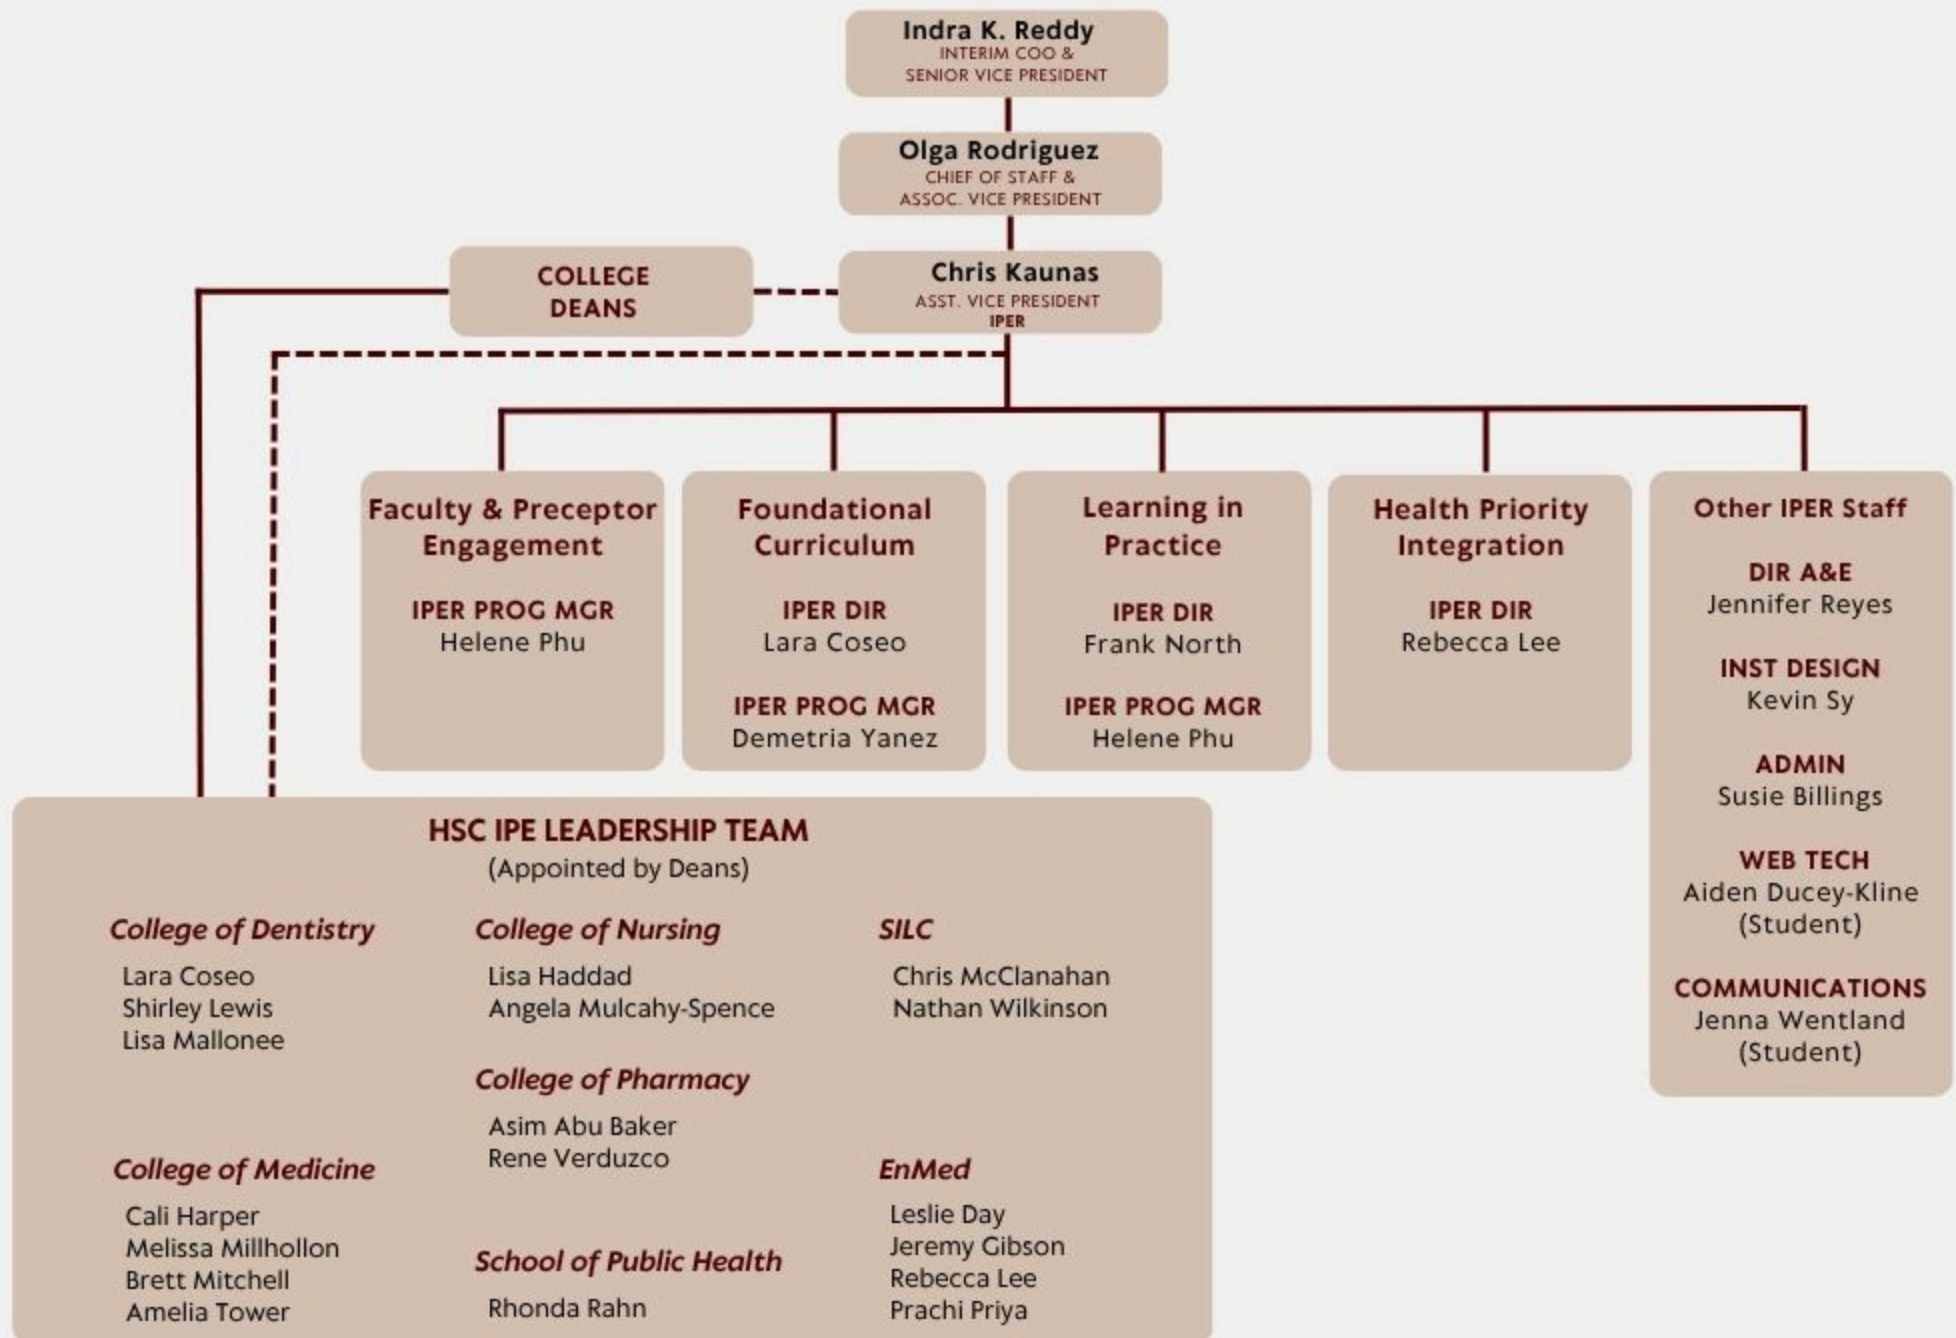 Indra K. Reddy
INTERIM COO &
SENIOR VICE PRESIDENT
Olga Rodriguez
CHIEF OF STAFF &
ASSOC. VICE PRESIDENT
COLLEGE
DEANS
Chris Kaunas
ASST. VICE PRESIDENT
IPER
Faculty & Preceptor
Engagement
IPER PROG MGR
Helene Phu
Foundational
Curriculum
IPER DIR
Lara Coseo
IPER PROG MGR
Demetria Yanez
Learning in
Practice
IPER DIR
Frank North
IPER PROG MGR
Helene Phu
Health Priority
Integration
IPER DIR
Rebecca Lee
Other IPER Staff
DIR A&E
Jennifer Reyes
INST DESIGN
Kevin Sy
ADMIN
Susie Billings
WEB TECH
Aiden Ducey-Kline
(Student)
COMMUNICATIONS
Jenna Wentland
(Student)
HSC IPE LEADERSHIP TEAM
(Appointed by Deans)
College of Dentistry
Lara Coseo
Shirley Lewis
Lisa Mallonee
College of Medicine
Cali Harper
Melissa Millhollon
Brett Mitchell
Amelia Tower
College of Nursing
Lisa Haddad
Angela Mulcahy-Spence
College of Pharmacy
Asim Abu Baker
Rene Verduzco
School of Public Health
Rhonda Rahn
SILC
Chris McClanahan
Nathan Wilkinson
EnMed
Leslie Day
Jeremy Gibson
Rebecca Lee
Prachi Priya